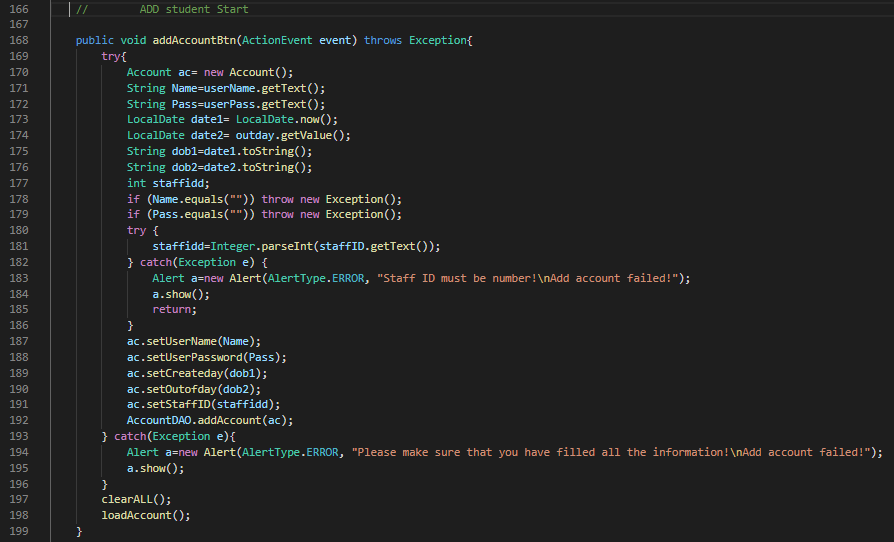 166 // ADD student Start
167
168 public void addAccountBtn(ActionEvent event) throws Exception{
169 try{
170 Account ac= new Account();
171 String Name=userName.getText();
172 String Pass=userPass.getText();
173 LocalDate date1= LocalDate.now();
174 LocalDate date2= outday.getValue();
175 String dob1=date1.toString();
176 String dob2=date2.toString();
177 int staffidd;
178 if (Name.equals("")) throw new Exception();
179 if (Pass.equals("")) throw new Exception();
180 try {
181 staffidd=Integer.parseInt(staffID.getText());
182 } catch(Exception e) {
183 Alert a=new Alert(AlertType.ERROR, "Staff ID must be number!\nAdd account failed!");
184 a.show();
185 return;
186 }
187 ac.setUserName(Name);
188 ac.setUserPassword(Pass);
189 ac.setCreateday(dob1);
190 ac.setOutofday(dob2);
191 ac.setStaffID(staffidd);
192 AccountDAO.addAccount(ac);
193 } catch(Exception e){
194 Alert a=new Alert(AlertType.ERROR, "Please make sure that you have filled all the information!\nAdd account failed!");
195 a.show();
196 }
197 clearALL();
198 loadAccount();
199 }